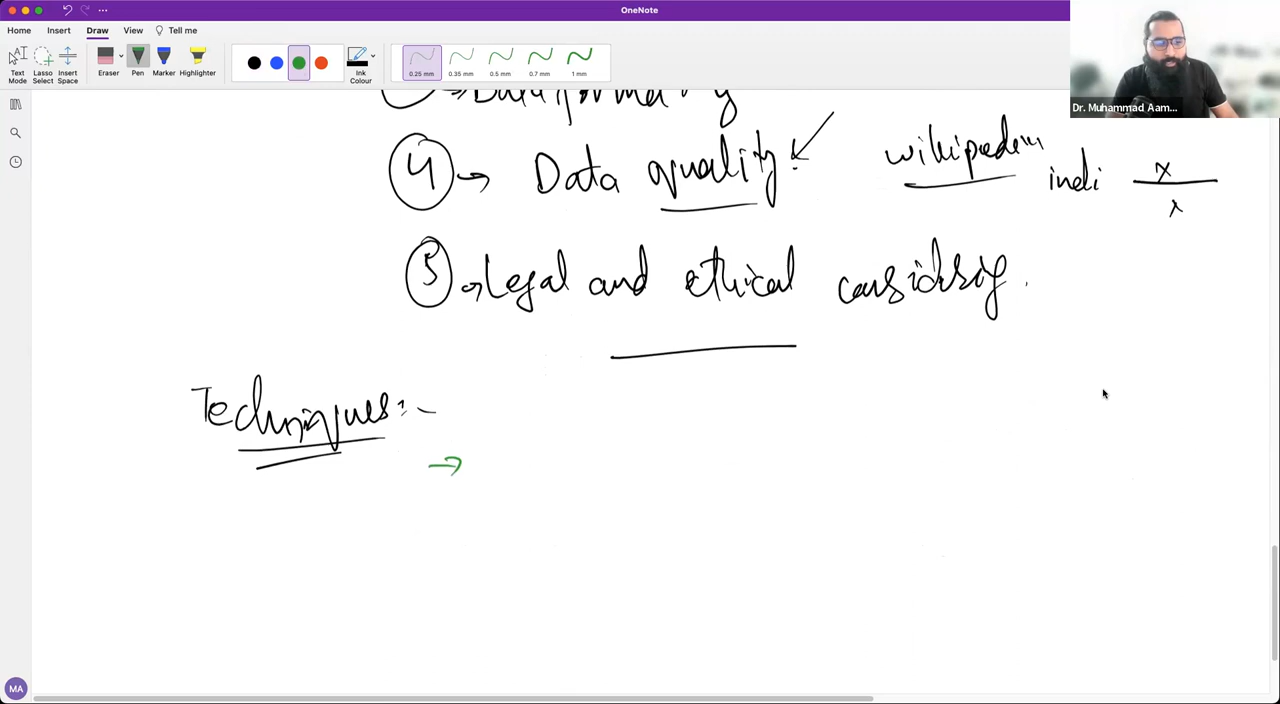 OneNote
Home Insert Draw View Tell me
Text Mode Lasso Select Insert Space Eraser Pen Marker Highlighter Ink Colour 0.25 mm 0.35 mm 0.5 mm 0.7 mm 1 mm
Dr. Muhammad Aam...
4 → Data quality wikipedia
indi x
x
5 → Legal and ethical
Techniques:-
→
MA